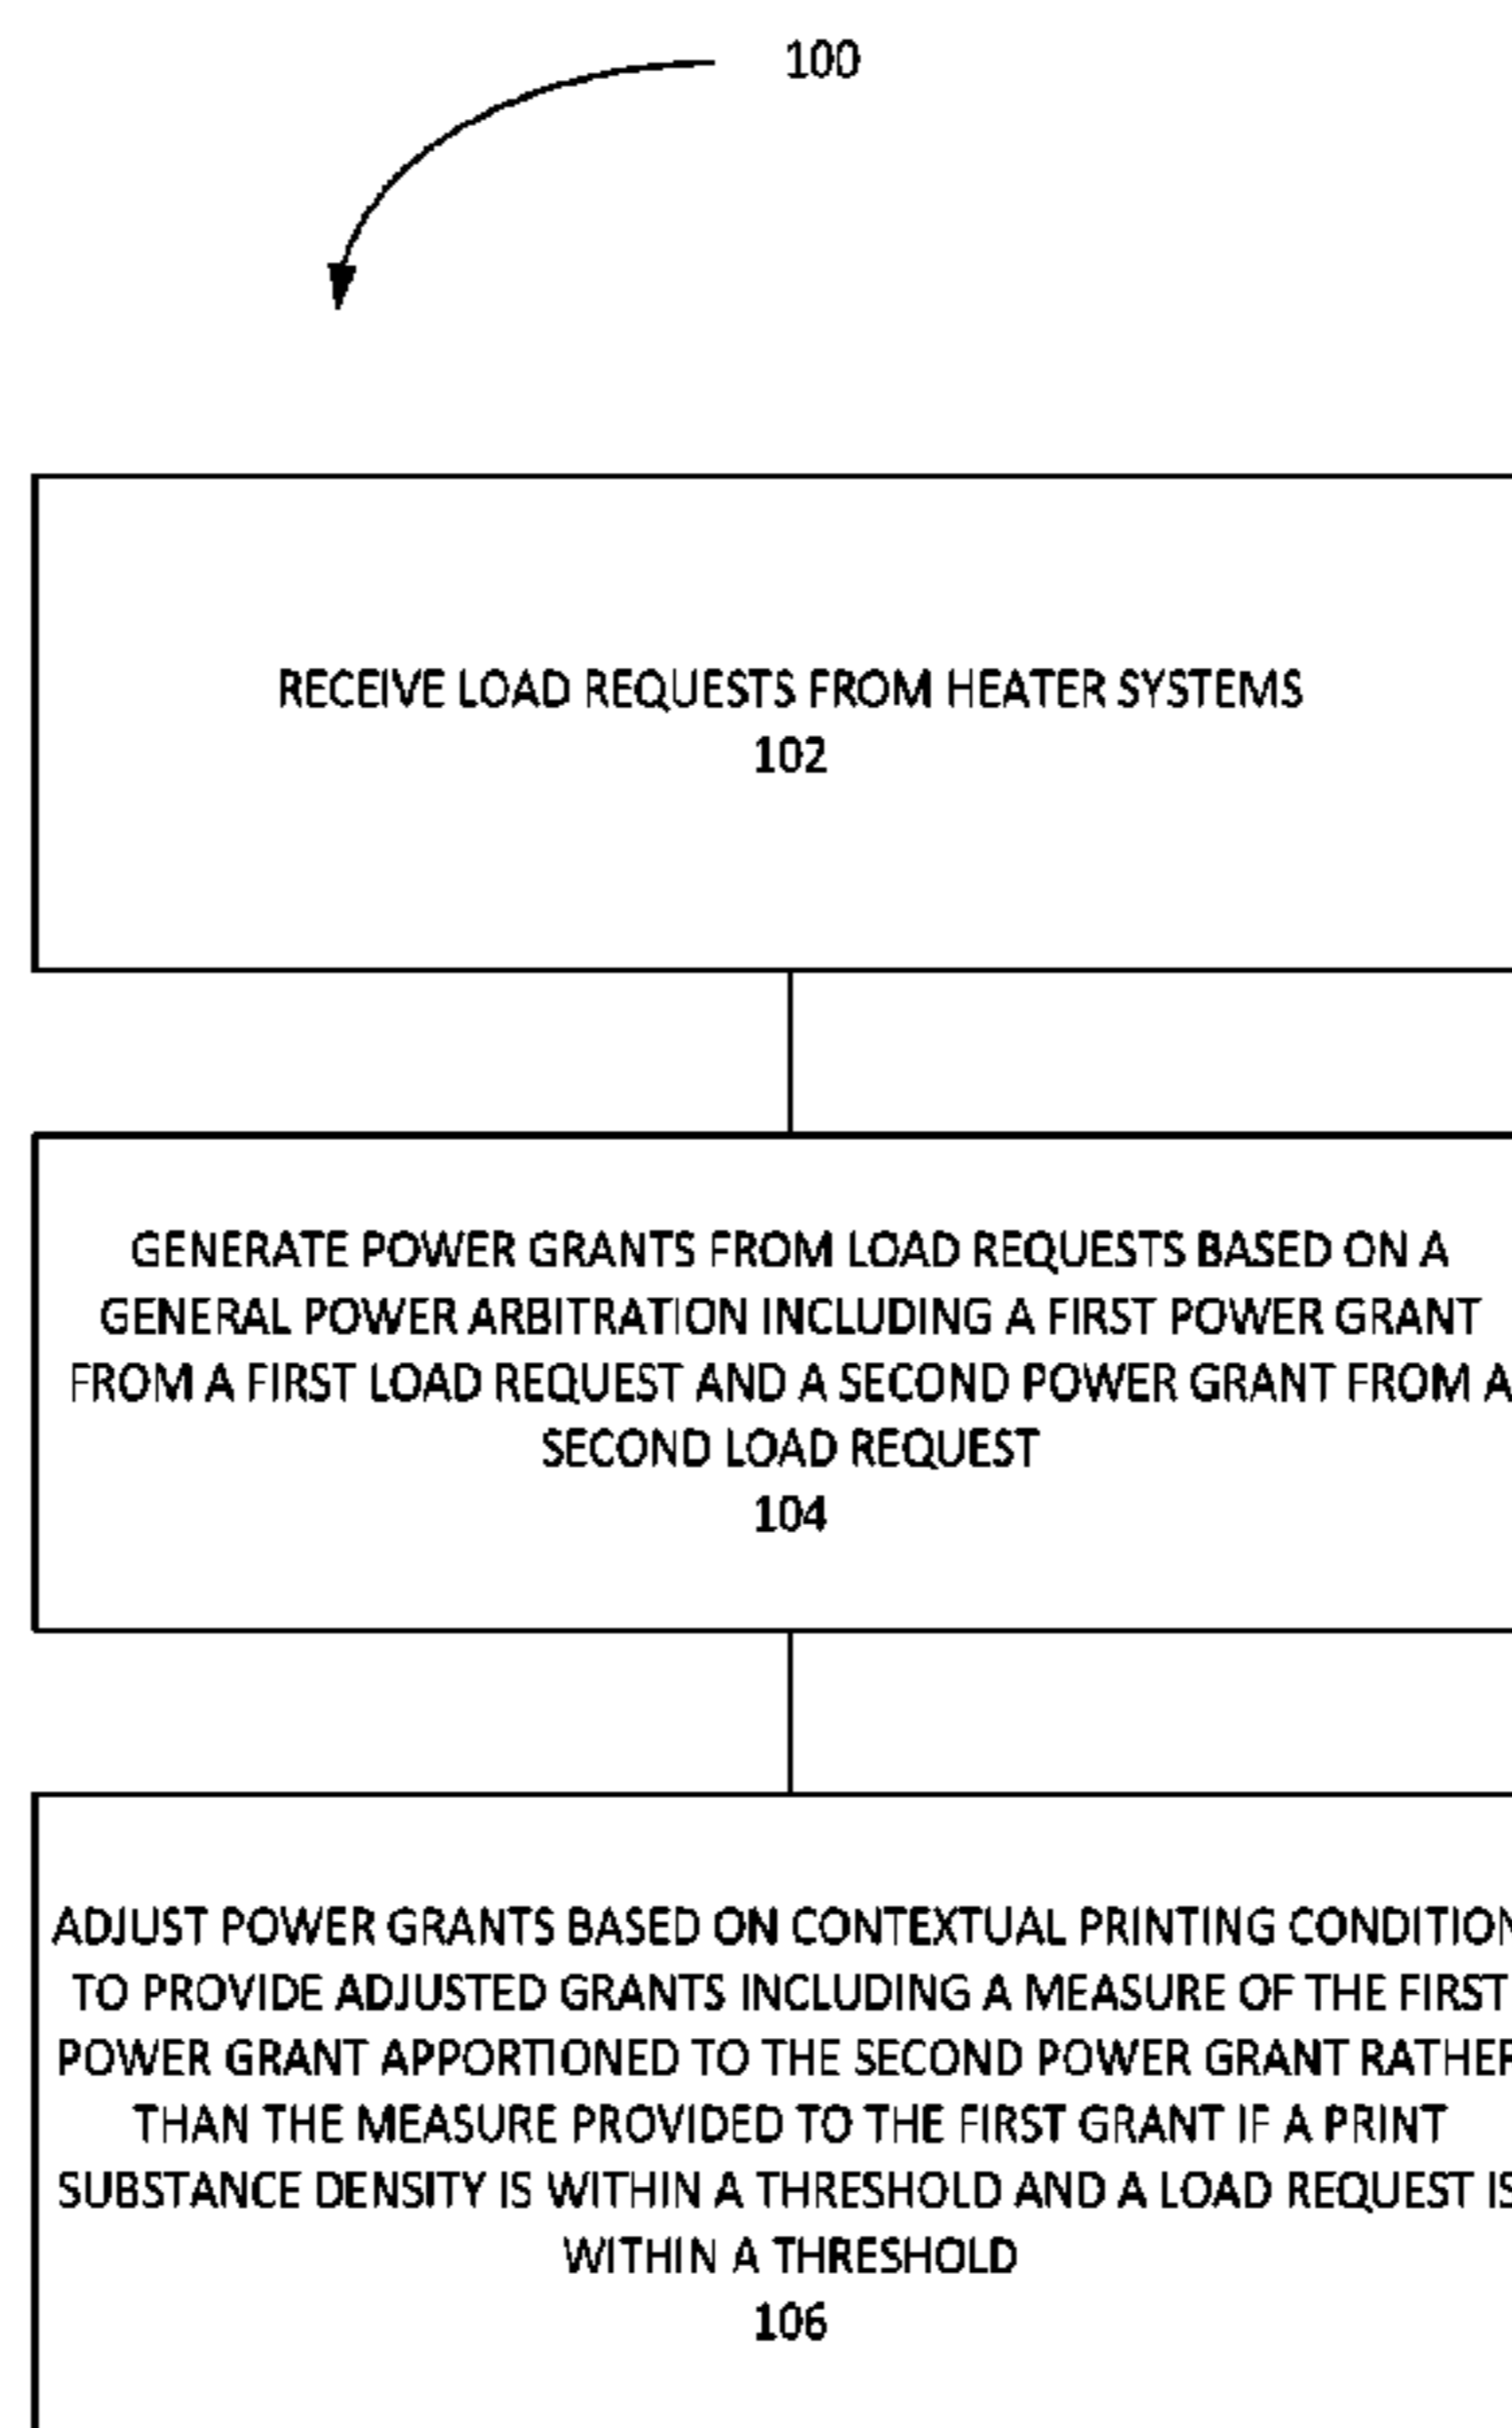 100
RECEIVE LOAD REQUESTS FROM HEATER SYSTEMS
102
GENERATE POWER GRANTS FROM LOAD REQUESTS BASED ON A
GENERAL POWER ARBITRATION INCLUDING A FIRST POWER GRANT
FROM A FIRST LOAD REQUEST AND A SECOND POWER GRANT FROM A
SECOND LOAD REQUEST
104
ADJUST POWER GRANTS BASED ON CONTEXTUAL PRINTING CONDITION
TO PROVIDE ADJUSTED GRANTS INCLUDING A MEASURE OF THE FIRST
POWER GRANT APPORTIONED TO THE SECOND POWER GRANT RATHER
THAN THE MEASURE PROVIDED TO THE FIRST GRANT IF A PRINT
SUBSTANCE DENSITY IS WITHIN A THRESHOLD AND A LOAD REQUEST IS
WITHIN A THRESHOLD
106